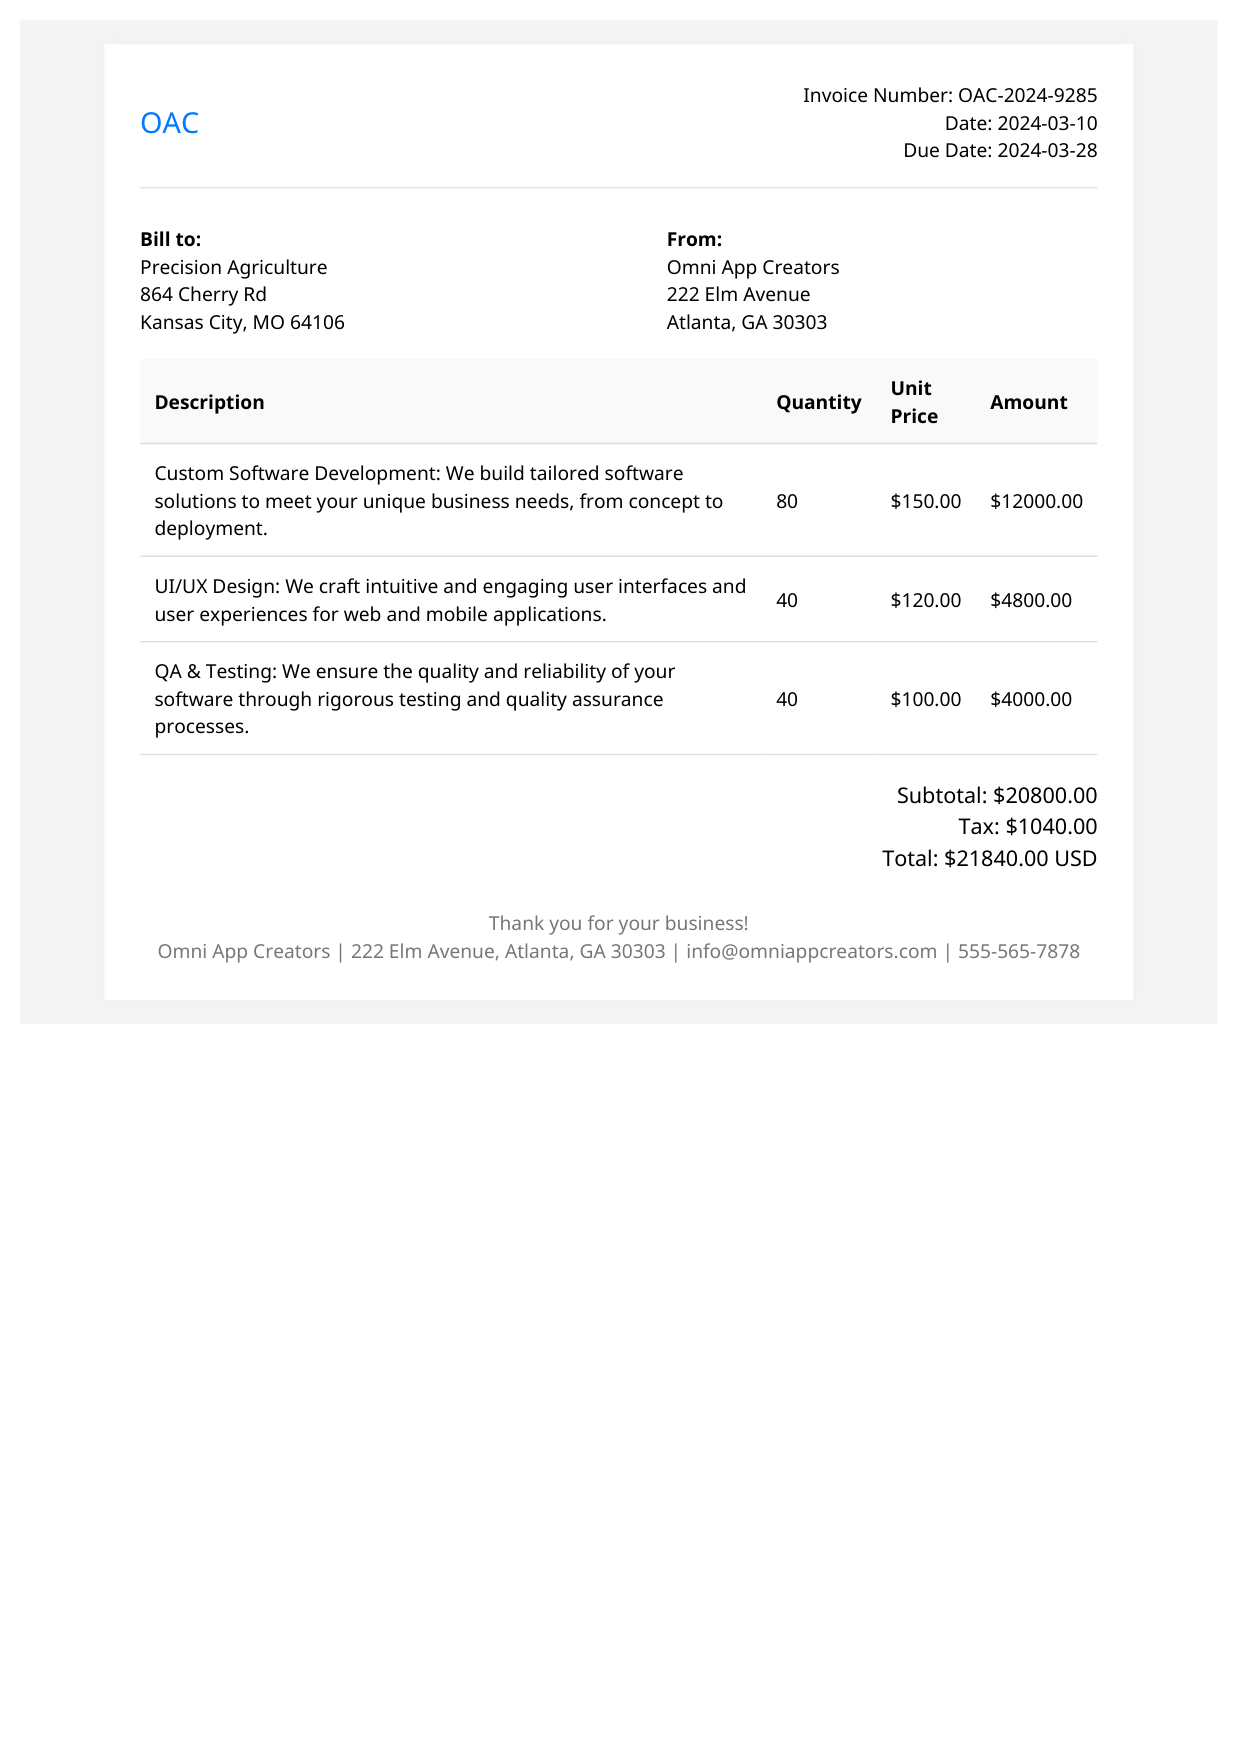 OAC
Invoice Number: OAC-2024-9285
Date: 2024-03-10
Due Date: 2024-03-28
Bill to:
Precision Agriculture
864 Cherry Rd
Kansas City, MO 64106
From:
Omni App Creators
222 Elm Avenue
Atlanta, GA 30303
Description Quantity Unit Price Amount
Custom Software Development: We build tailored software
solutions to meet your unique business needs, from concept to
deployment.
80 $150.00 $12000.00
UI/UX Design: We craft intuitive and engaging user interfaces and
user experiences for web and mobile applications.
40 $120.00 $4800.00
QA & Testing: We ensure the quality and reliability of your
software through rigorous testing and quality assurance
processes.
40 $100.00 $4000.00
Subtotal: $20800.00
Tax: $1040.00
Total: $21840.00 USD
Thank you for your business!
Omni App Creators | 222 Elm Avenue, Atlanta, GA 30303 | info@omniappcreators.com | 555-565-7878